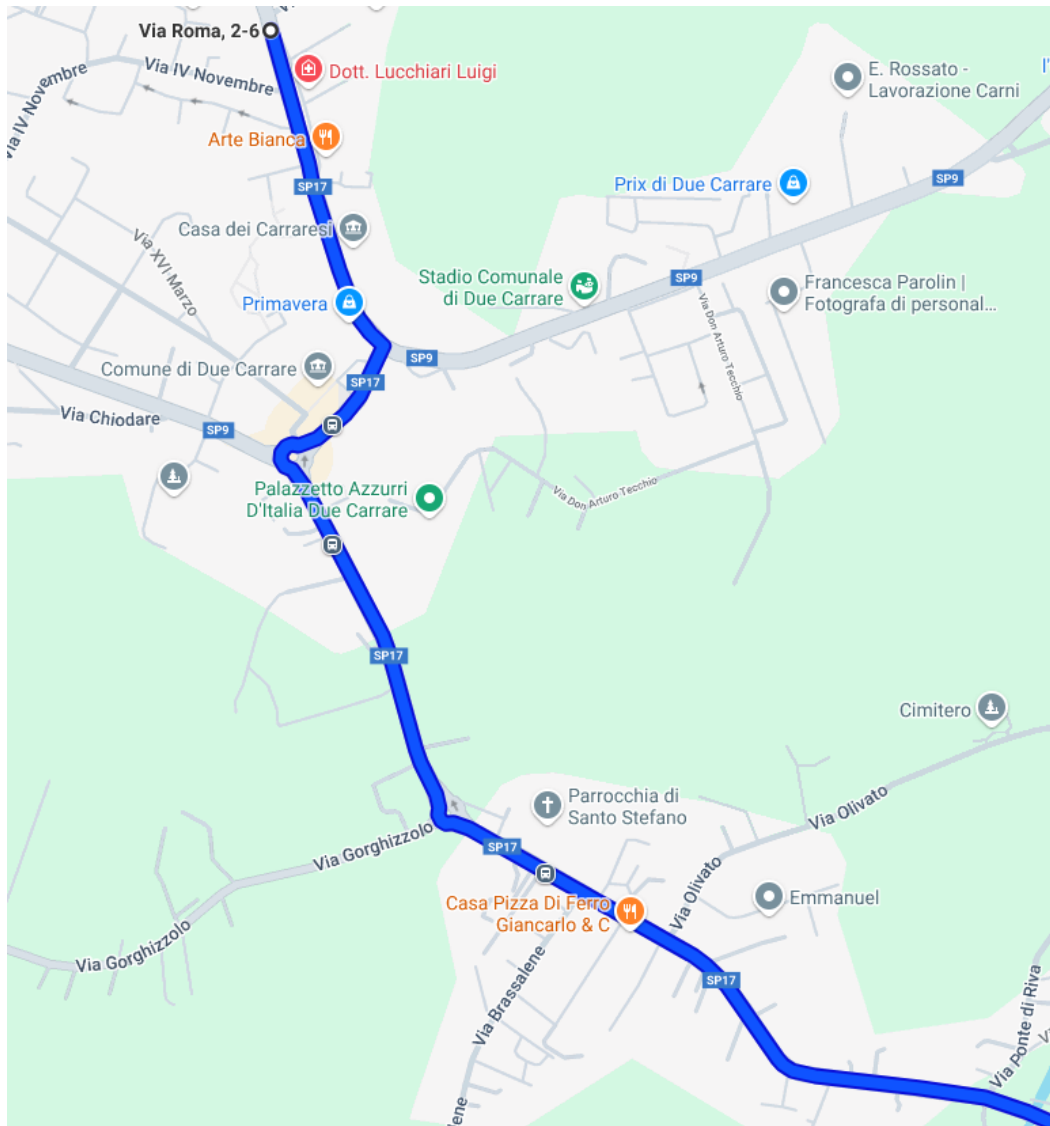 Via Roma, 2-6
Via IV Novembre
Via IV Novembre
Dott. Lucchiari Luigi
E. Rossato -
Lavorazione Carni
Arte Bianca
SP17
Prix di Due Carrare
SP9
Casa dei Carraresi
Via XVI Marzo
Stadio Comunale
di Due Carrare
SP9
Francesca Parolin |
Fotografa di personal...
Primavera
Via Don Arturo Tecchio
SP9
Comune di Due Carrare
SP17
Via Chiodare
SP9
Palazzetto Azzurri
D'Italia Due Carrare
Via Don Arturo Tecchio
SP17
Cimitero
Parrocchia di
Santo Stefano
Via Olivato
Via Gorghizzolo
SP17
Via Olivato
Casa Pizza Di Ferro
Giancarlo & C
Emmanuel
Via Gorghizzolo
SP17
Via Brassalene
Via Ponte di Riva
lene